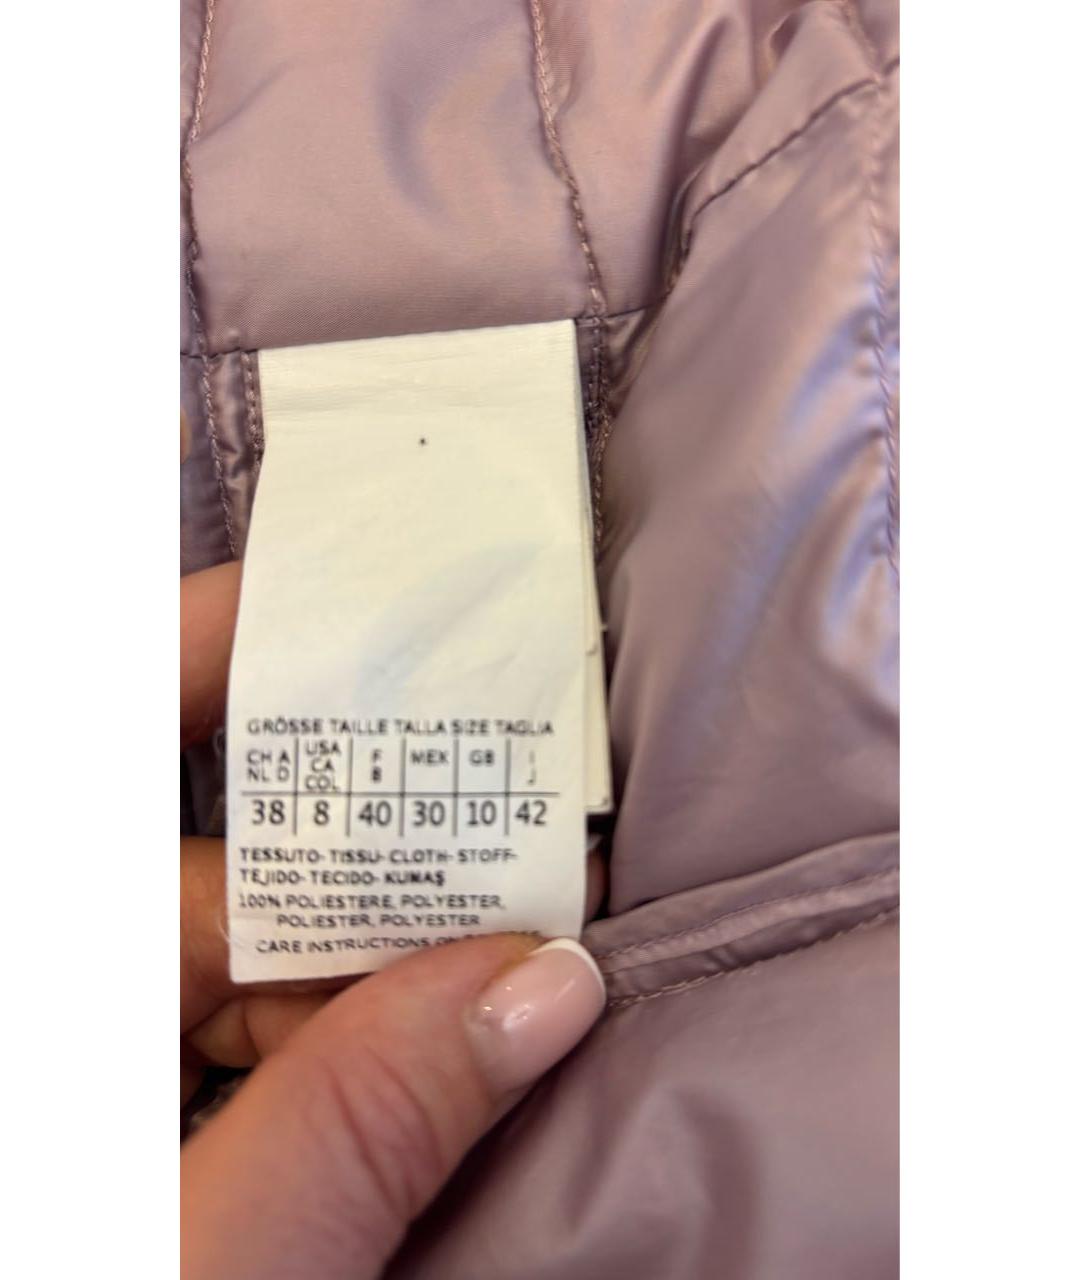 GRÖSSE TAILLE TALLA SIZE TAGLIA
CH A NL D USA CA COL F B MEX GB I J
38 8 40 30 10 42
TESSUTO- TISSU- CLOTH- STOFF-
TEJIDO- TECIDO- KUMAŞ
100% POLIESTERE, POLYESTER,
POLIESTER, POLYESTER
CARE INSTRUCTIONS